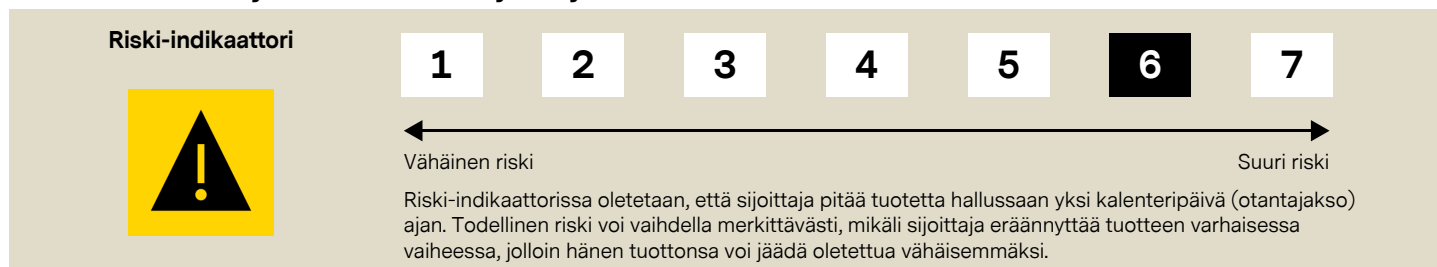 Riski-indikaattori
1 2 3 4 5 6 7
Vähäinen riski Suuri riski
Riski-indikaattorissa oletetaan, että sijoittaja pitää tuotetta hallussaan yksi kalenteripäivä (otantajakso)
ajan. Todellinen riski voi vaihdella merkittävästi, mikäli sijoittaja eräännyttää tuotteen varhaisessa
vaiheessa, jolloin hänen tuottonsa voi jäädä oletettua vähäisemmäksi.